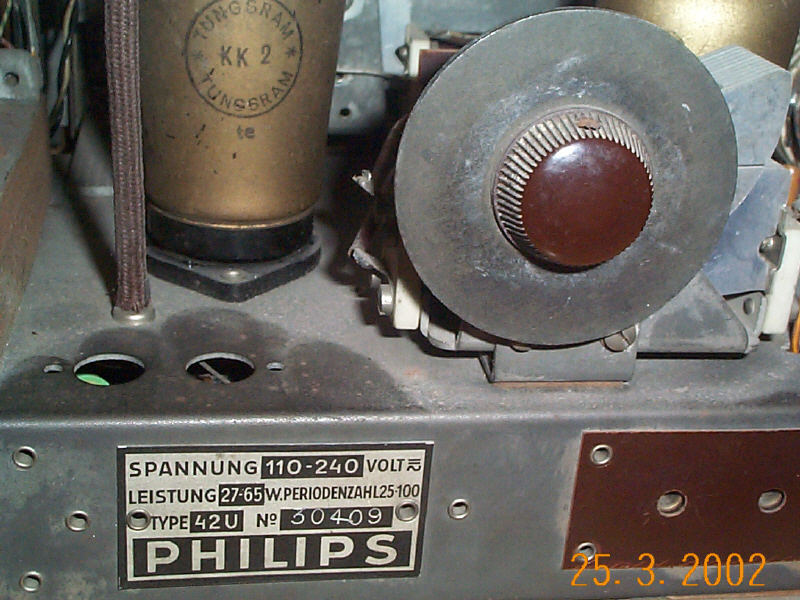 TUNGSRAM
KK 2
TUNGSRAM
te
SPANNUNG 110-240 VOLT
LEISTUNG 27-65 W. PERIODENZAHL 25-100
TYPE 42U Nº 30409
PHILIPS
25. 3. 2002